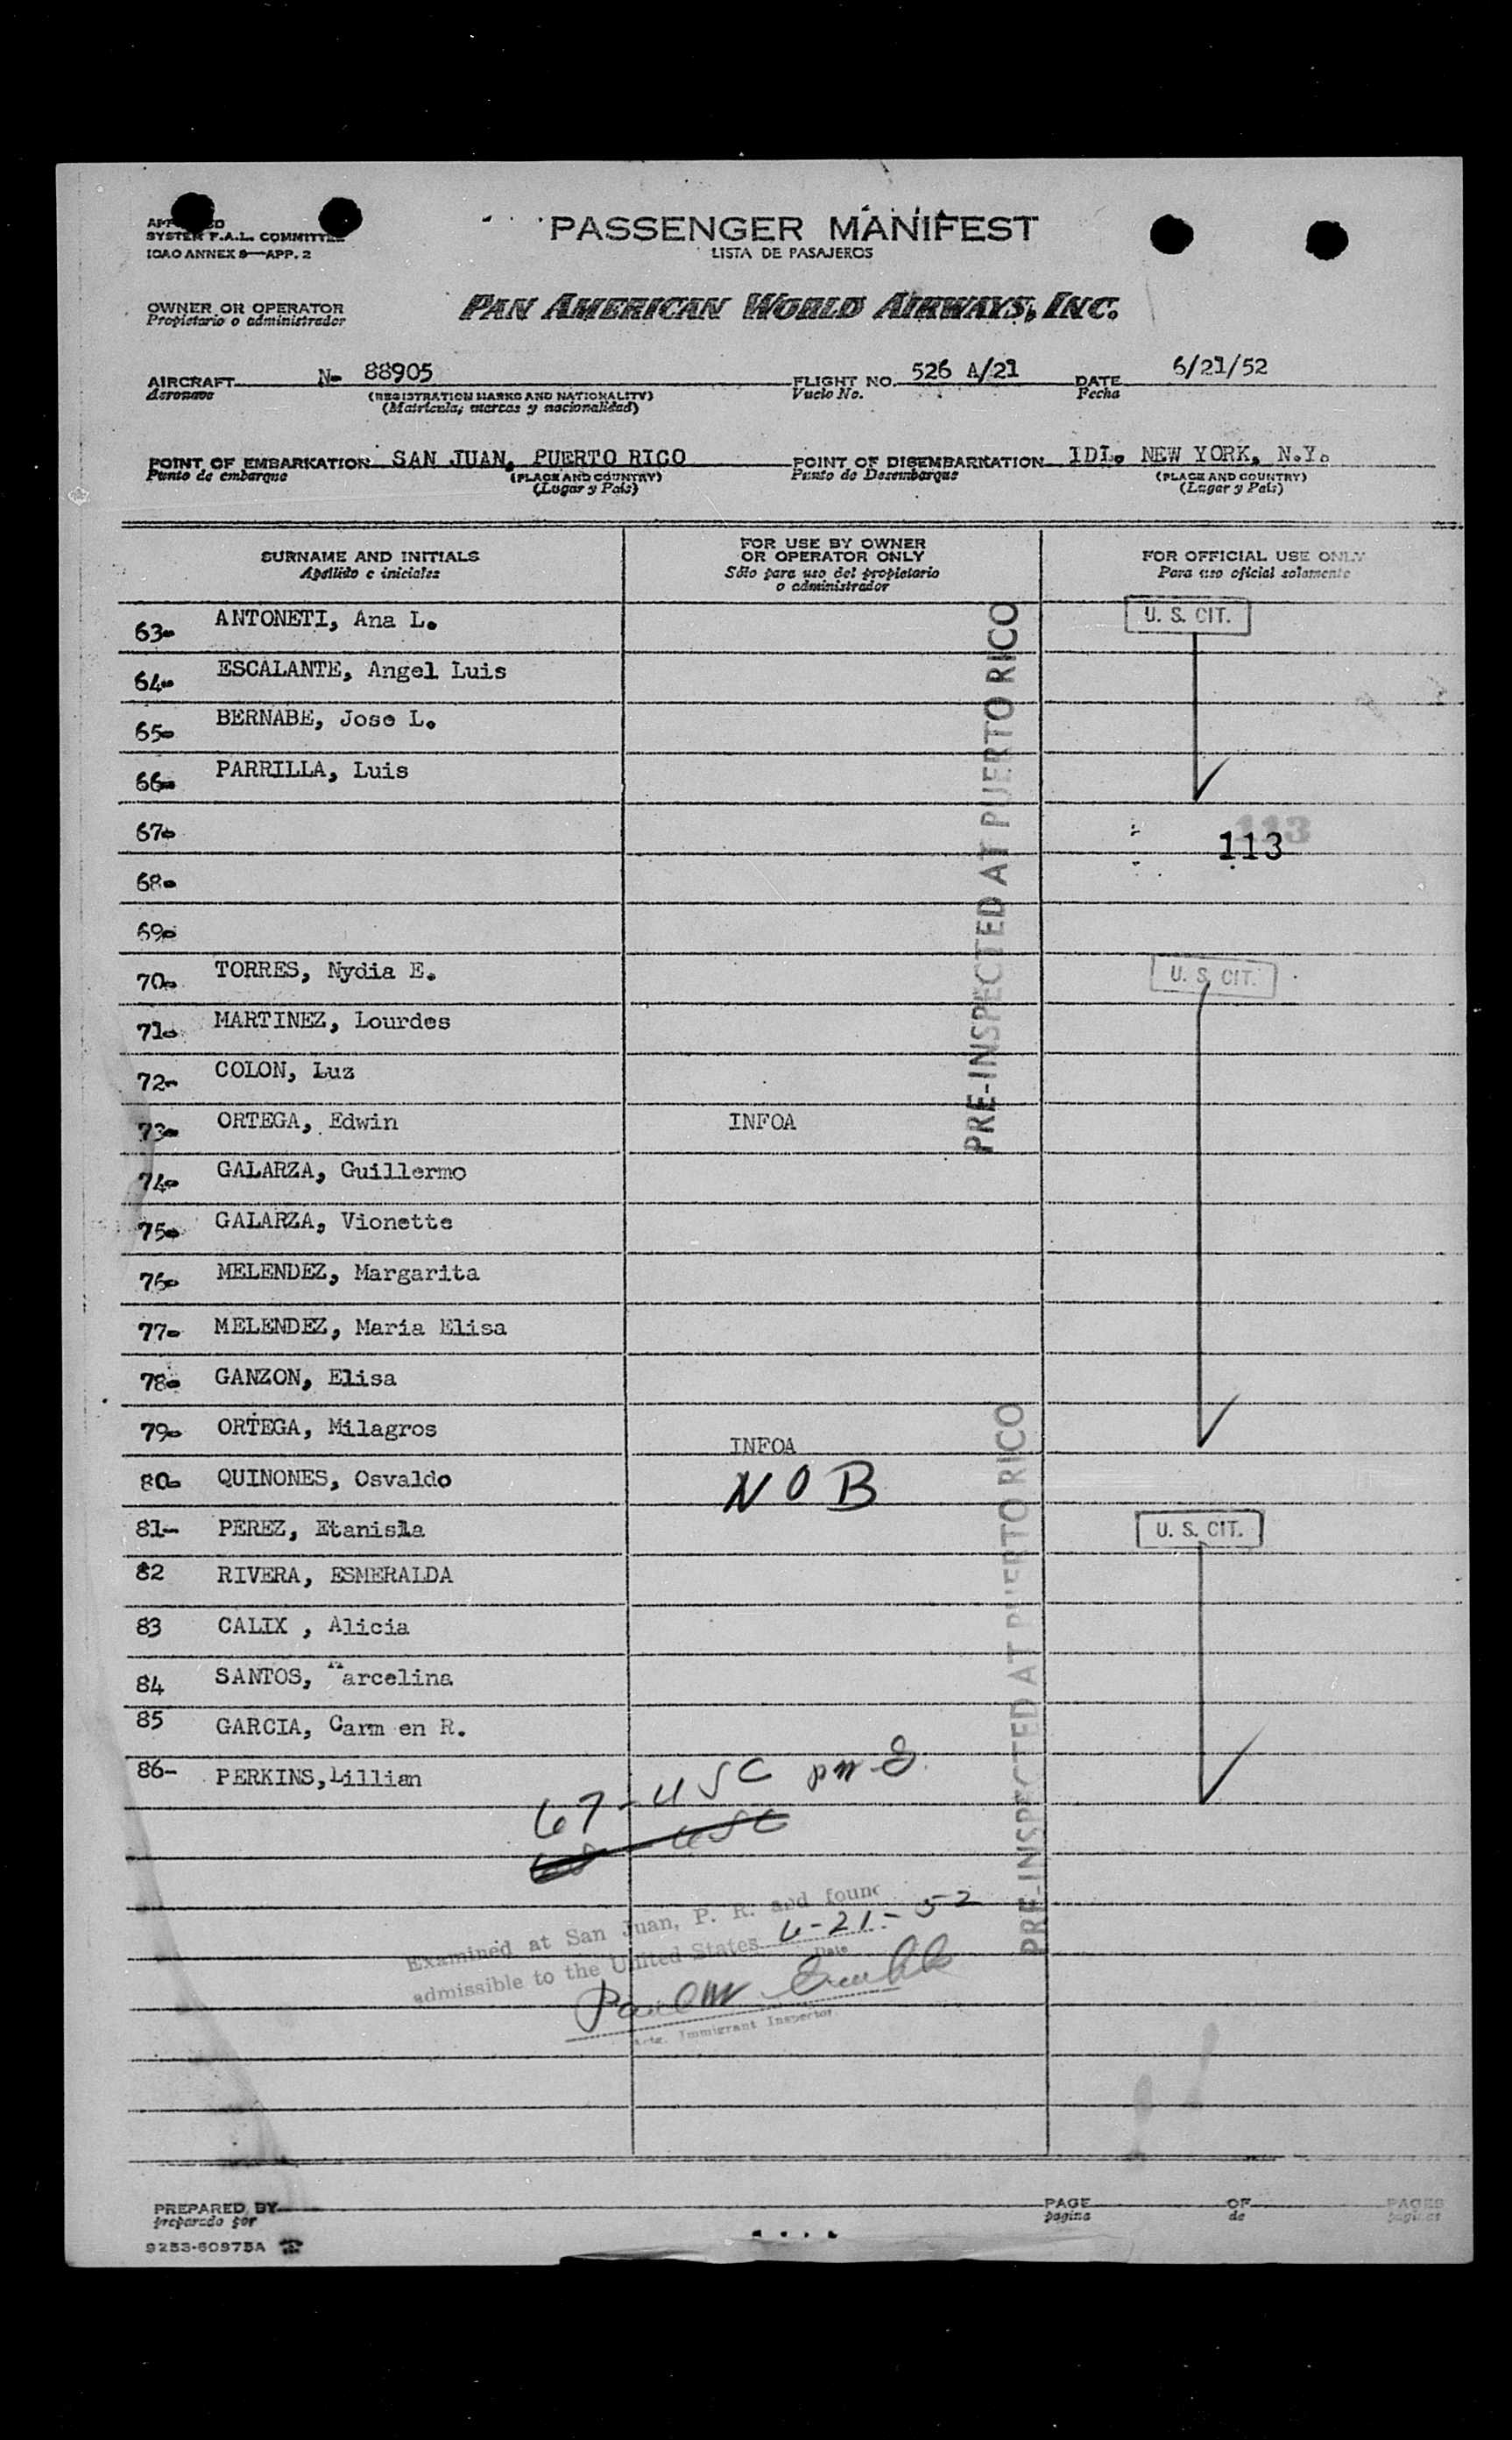 SYSTEM F.A.L. COMMITTEE
ICAO ANNEX 9—APP. 2
PASSENGER MANIFEST
LISTA DE PASAJEROS
OWNER OR OPERATOR
Propietario o administrador
PAN AMERICAN WORLD AIRWAYS, INC.
AIRCRAFT N- 88905 FLIGHT NO. 526 A/21 DATE 6/21/52
Aeronave (REGISTRATION MARKS AND NATIONALITY) Vuelo No. Fecha
(Matrícula, marcas y nacionalidad)
POINT OF EMBARKATION SAN JUAN, PUERTO RICO POINT OF DISEMBARKATION IDL. NEW YORK, N.Y.
Punto de embarque (PLACE AND COUNTRY) Punto de Desembarque (PLACE AND COUNTRY)
(Lugar y País) (Lugar y País)
SURNAME AND INITIALS
Apellido e iniciales
FOR USE BY OWNER
OR OPERATOR ONLY
Sólo para uso del propietario
o administrador
FOR OFFICIAL USE ONLY
Para uso oficial solamente
63- ANTONETI, Ana L. U. S. CIT.
64- ESCALANTE, Angel Luis
65- BERNABE, Jose L.
66- PARRILLA, Luis
67- 113
113
68-
69-
70- TORRES, Nydia E. U. S. CIT.
71- MARTINEZ, Lourdes
72- COLON, Luz
73- ORTEGA, Edwin INFOA
74- GALARZA, Guillermo
75- GALARZA, Vionette
76- MELENDEZ, Margarita
77- MELENDEZ, Maria Elisa
78- GANZON, Elisa
79- ORTEGA, Milagros INFOA
80- QUINONES, Osvaldo NOB
81- PEREZ, Etanisla U. S. CIT.
82 RIVERA, ESMERALDA
83 CALIX , Alicia
84 SANTOS, Marcelina
85 GARCIA, Carm en R.
86- PERKINS,Lillian
PRE-INSPECTED AT PUERTO RICO
PRE-INSPECTED AT PUERTO RICO
67-USC
USC
Examined at San Juan, P. R. and found
admissible to the United States 6-21-52
Date
Immigrant Inspector.
PREPARED BY PAGE OF PAGES
preparado por página de páginas
9253-60975A